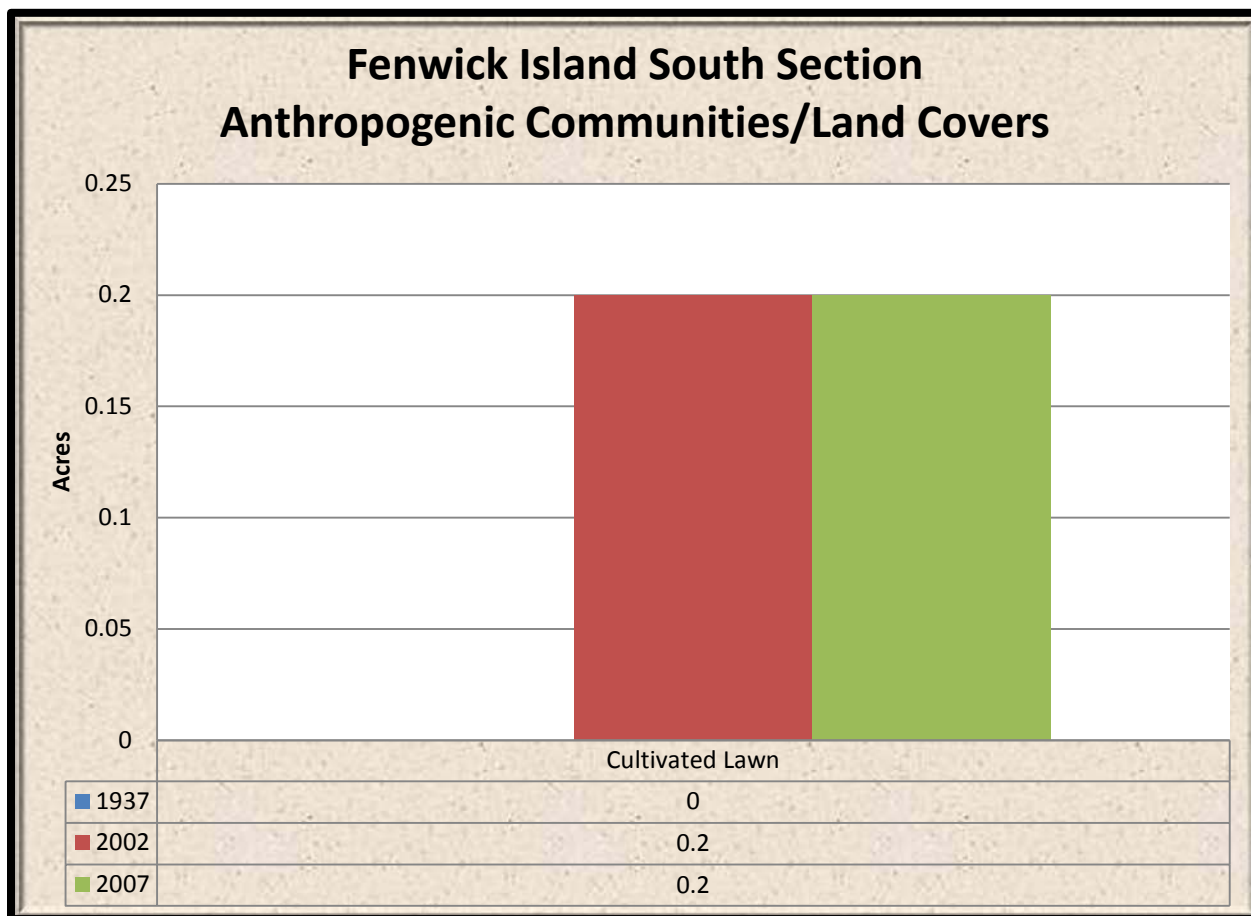 Fenwick Island South Section
Anthropogenic Communities/Land Covers
0.25
0.2
0.15
0.1
0.05
0
Acres
Cultivated Lawn
1937 0
2002 0.2
2007 0.2